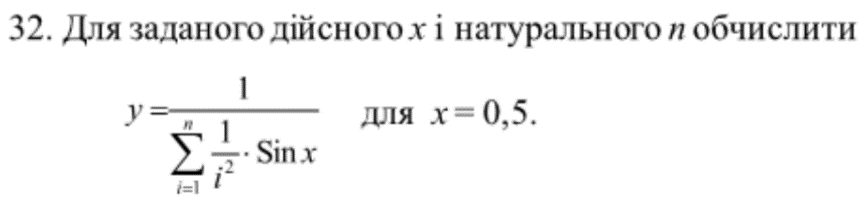 32. Для заданого дійсного x і натурального n обчислити
y = 1 / ∑_{i=1}^{n} 1/i² · Sin x для x = 0,5.